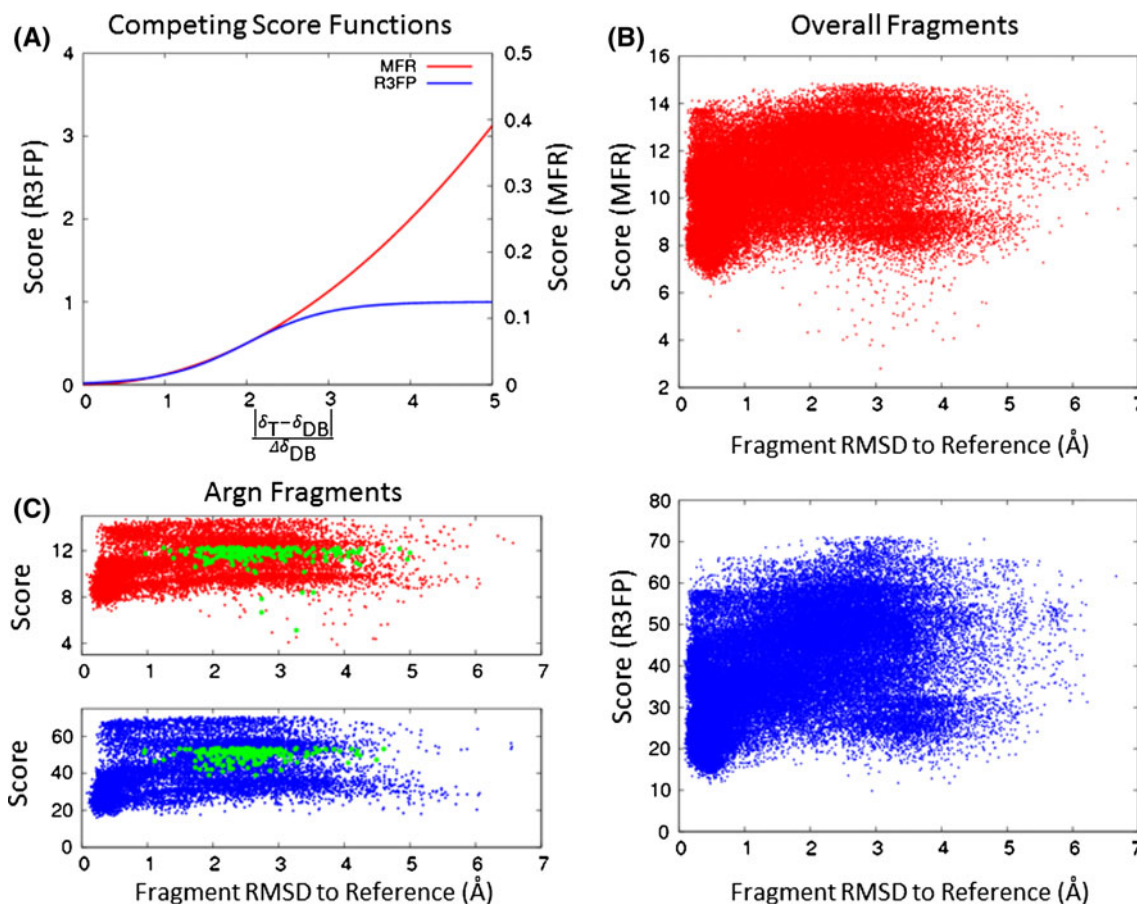 (A) Competing Score Functions
MFR
R3FP
Score (R3FP)
4
3
2
1
0
Score (MFR)
0.5
0.4
0.3
0.2
0.1
0
0 1 2 3 4 5
|δT−δDB|
ΔδDB
(B) Overall Fragments
Score (MFR)
16
14
12
10
8
6
4
2
0 1 2 3 4 5 6 7
Fragment RMSD to Reference (Å)
(C) Argn Fragments
Score
12
8
4
0 1 2 3 4 5 6 7
Score
60
40
20
0
0 1 2 3 4 5 6 7
Fragment RMSD to Reference (Å)
Score (R3FP)
80
70
60
50
40
30
20
10
0
0 1 2 3 4 5 6 7
Fragment RMSD to Reference (Å)